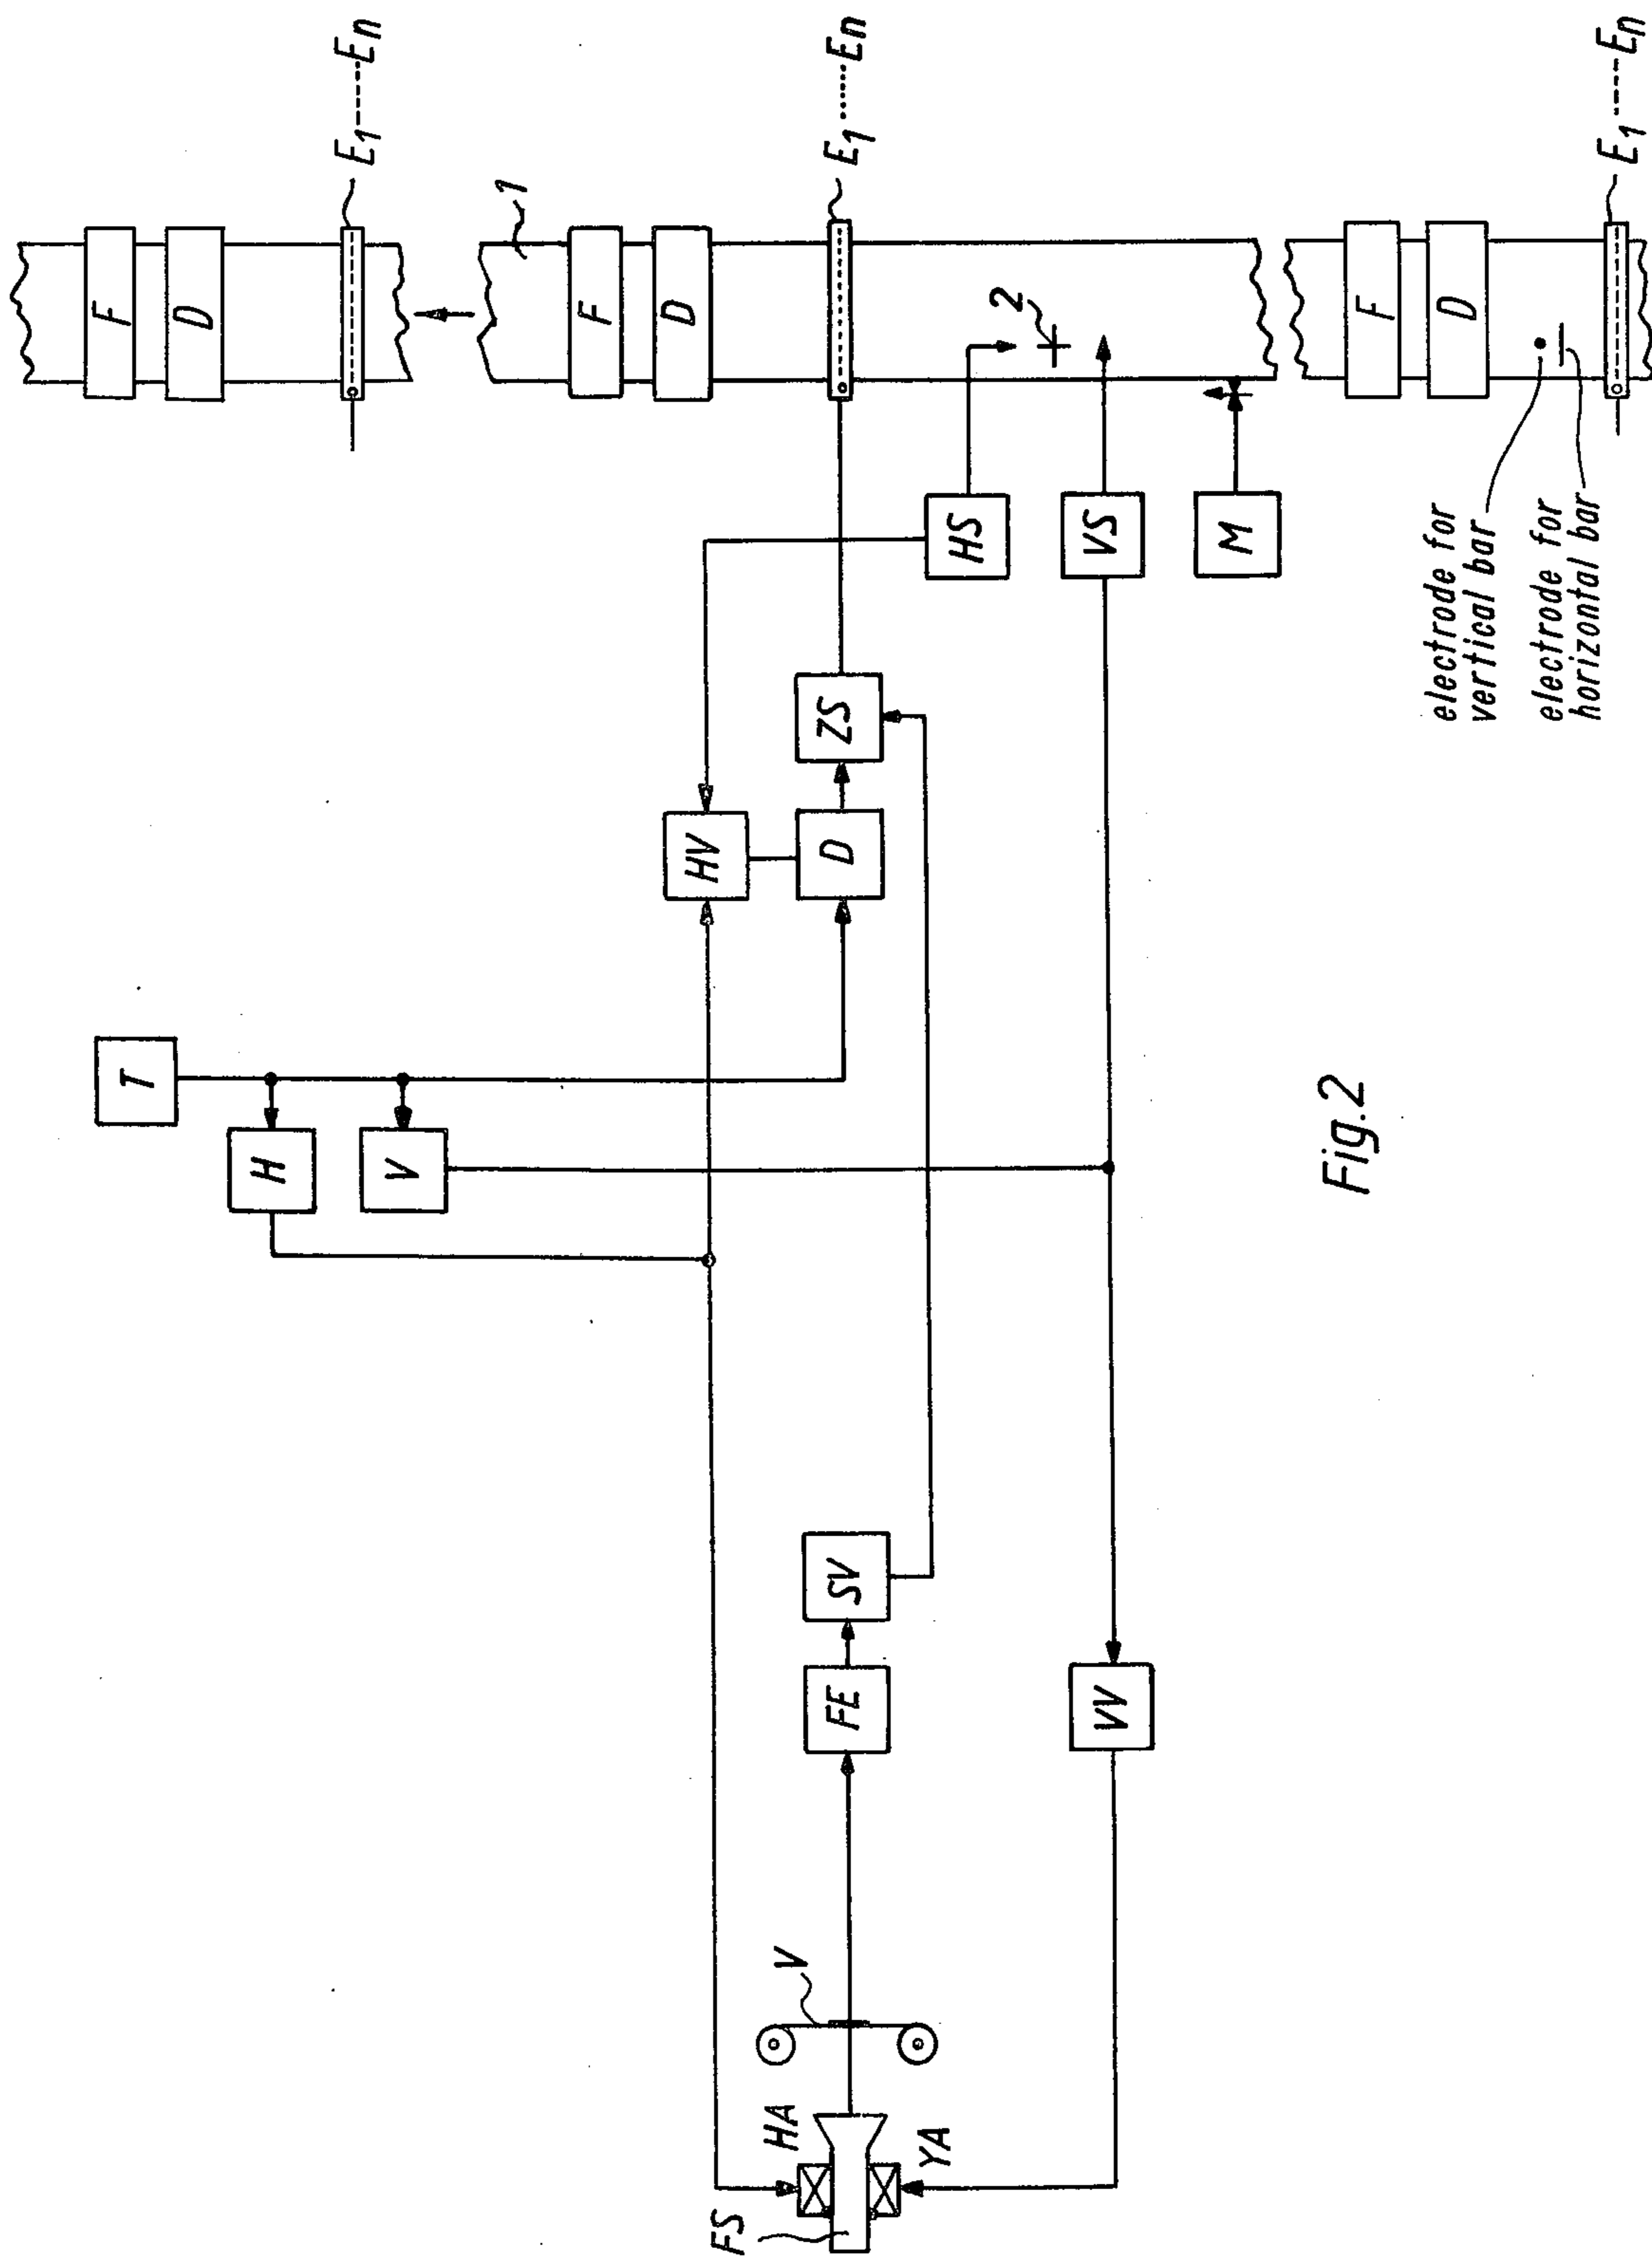 E1-----En
F
D
1
F
D
E1......En
2
HS
VS
M
F
D
E1-----En
electrode for
vertical bar
electrode for
horizontal bar
ZS
HV
D
T
H
V
SV
FE
VV
V
HA
YA
FS
Fig.2